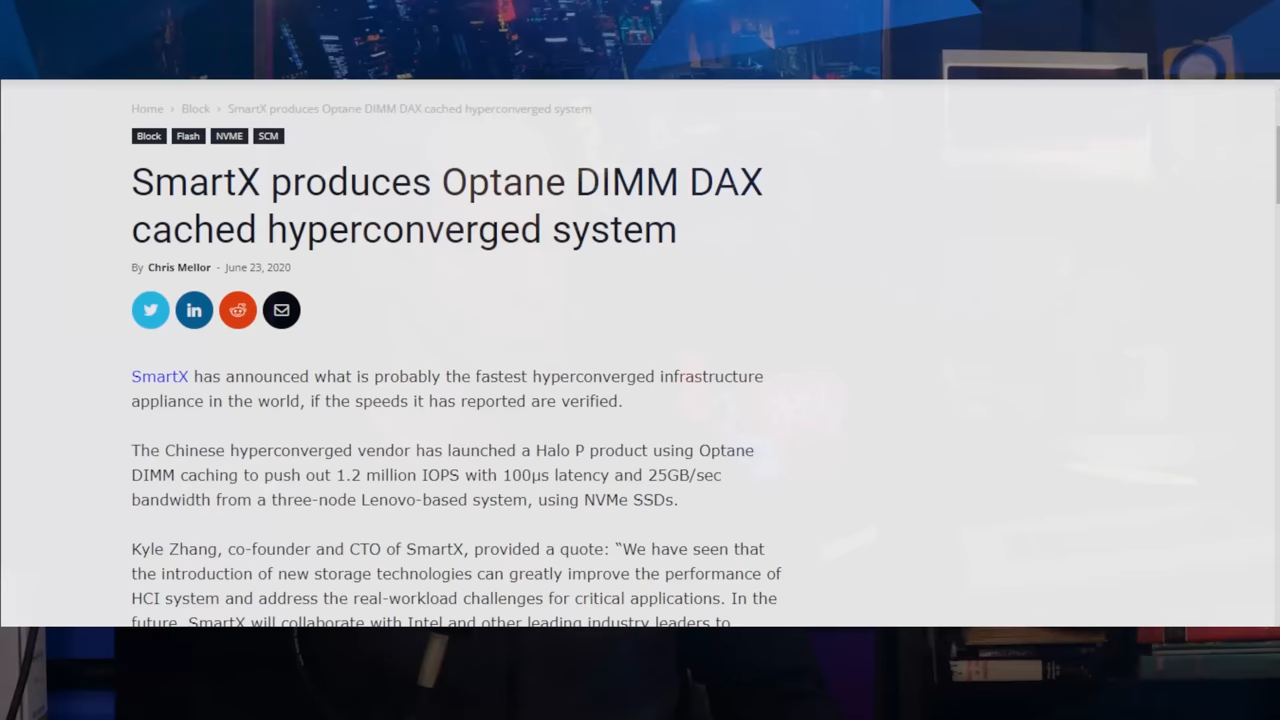 Home › Block › SmartX produces Optane DIMM DAX cached hyperconverged system
Block Flash NVME SCM
SmartX produces Optane DIMM DAX
cached hyperconverged system
By Chris Mellor - June 23, 2020
SmartX has announced what is probably the fastest hyperconverged infrastructure
appliance in the world, if the speeds it has reported are verified.
The Chinese hyperconverged vendor has launched a Halo P product using Optane
DIMM caching to push out 1.2 million IOPS with 100μs latency and 25GB/sec
bandwidth from a three-node Lenovo-based system, using NVMe SSDs.
Kyle Zhang, co-founder and CTO of SmartX, provided a quote: “We have seen that
the introduction of new storage technologies can greatly improve the performance of
HCI system and address the real-workload challenges for critical applications. In the
future, SmartX will collaborate with Intel and other leading industry leaders to